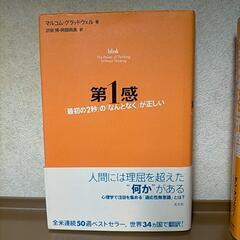 マルコム・グラッドウェル 著
沢田 博・阿部尚美 訳
blink
The Power of Thinking
Without Thinking
第1感
「最初の2秒」の「なんとなく」が正しい
人間には理屈を超えた
"何か"がある
心理学で注目を集める「適応性無意識」とは?
光文社
全米連続50週ベストセラー、世界34カ国で翻訳!